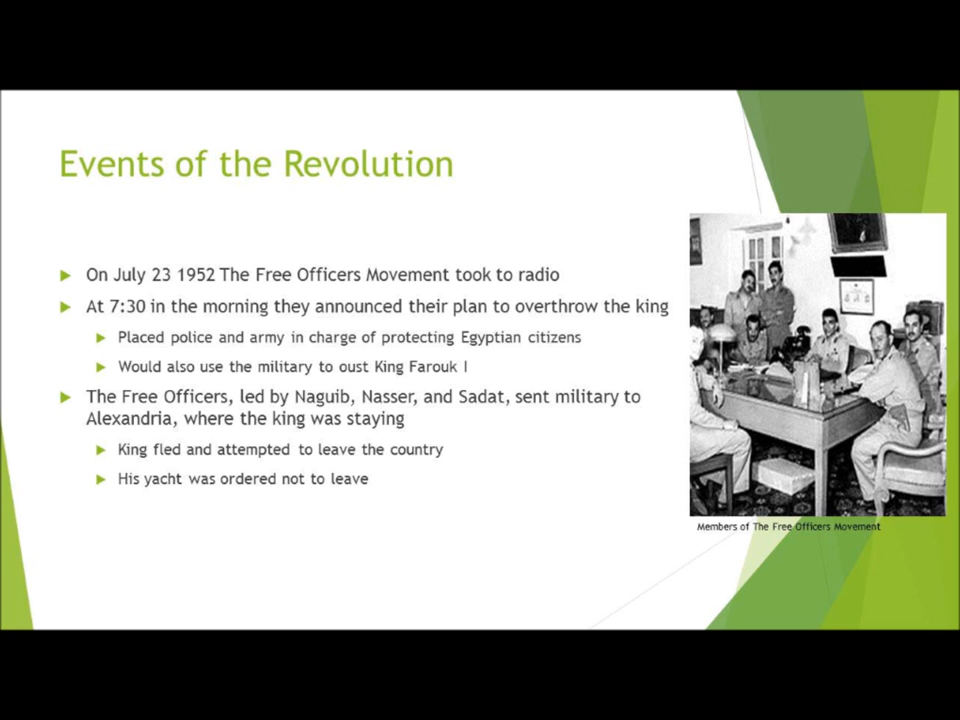 Events of the Revolution
On July 23 1952 The Free Officers Movement took to radio
At 7:30 in the morning they announced their plan to overthrow the king
Placed police and army in charge of protecting Egyptian citizens
Would also use the military to oust King Farouk I
The Free Officers, led by Naguib, Nasser, and Sadat, sent military to
Alexandria, where the king was staying
King fled and attempted to leave the country
His yacht was ordered not to leave
Members of The Free Officers Movement